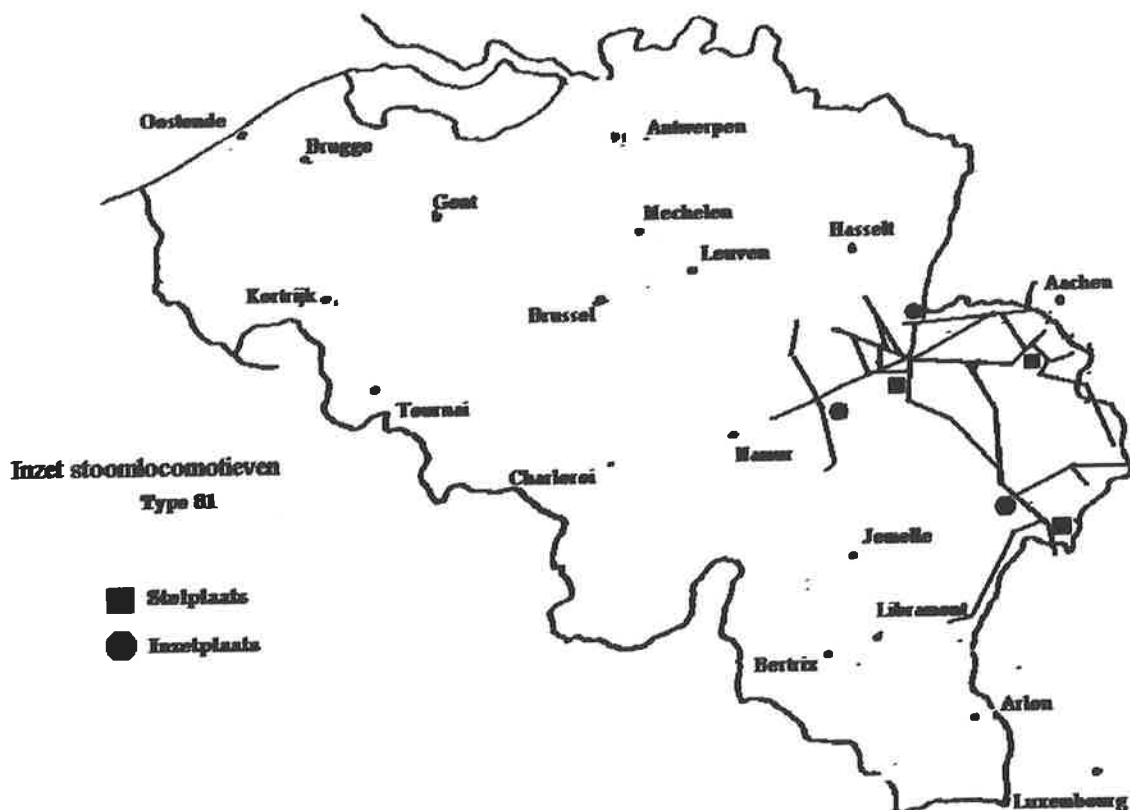 Oostende
Brugge
Antwerpen
Gent
Mechelen
Hasselt
Leuven
Aachen
Kortrijk
Brussel
Tournai
Namur
Inzet stoomlocomotieven
Charleroi
Type 81
Jemelle
Stelplaats
Libramont
Inzetplaats
Bertrix
Arlon
Luxembourg